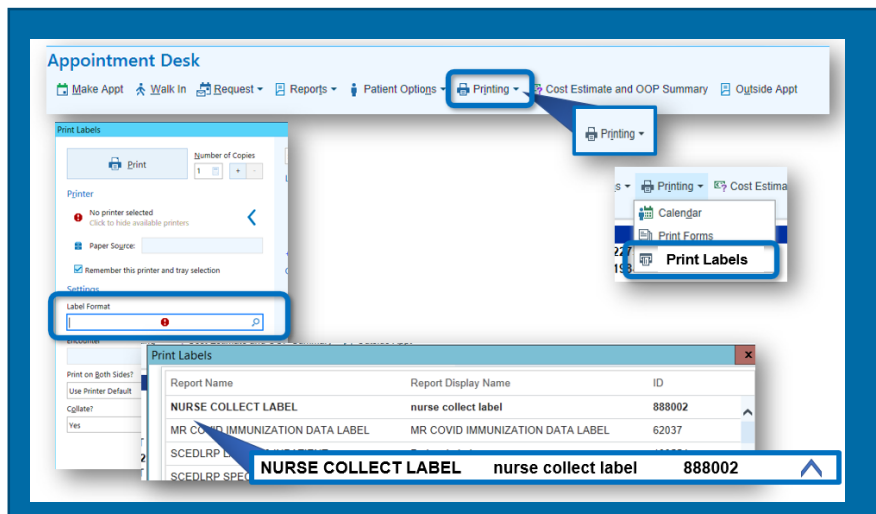 Appointment Desk
Make Appt Walk In Request Reports Patient Options Printing Cost Estimate and OOP Summary Outside Appt
Printing
Print Labels
Print
Number of Copies
1 + -
Printer
No printer selected
Click to hide available printers
Paper Source:
Remember this printer and tray selection
Settings
Label Format
Encounter
Print on Both Sides?
Use Printer Default
Collate?
Yes
s Printing Cost Estima
Calendar
Print Forms
Print Labels
Print Labels x
Report Name Report Display Name ID
NURSE COLLECT LABEL nurse collect label 888002
MR COVID IMMUNIZATION DATA LABEL MR COVID IMMUNIZATION DATA LABEL 62037
SCEDLRP
SCEDLRP SPEC
NURSE COLLECT LABEL nurse collect label 888002